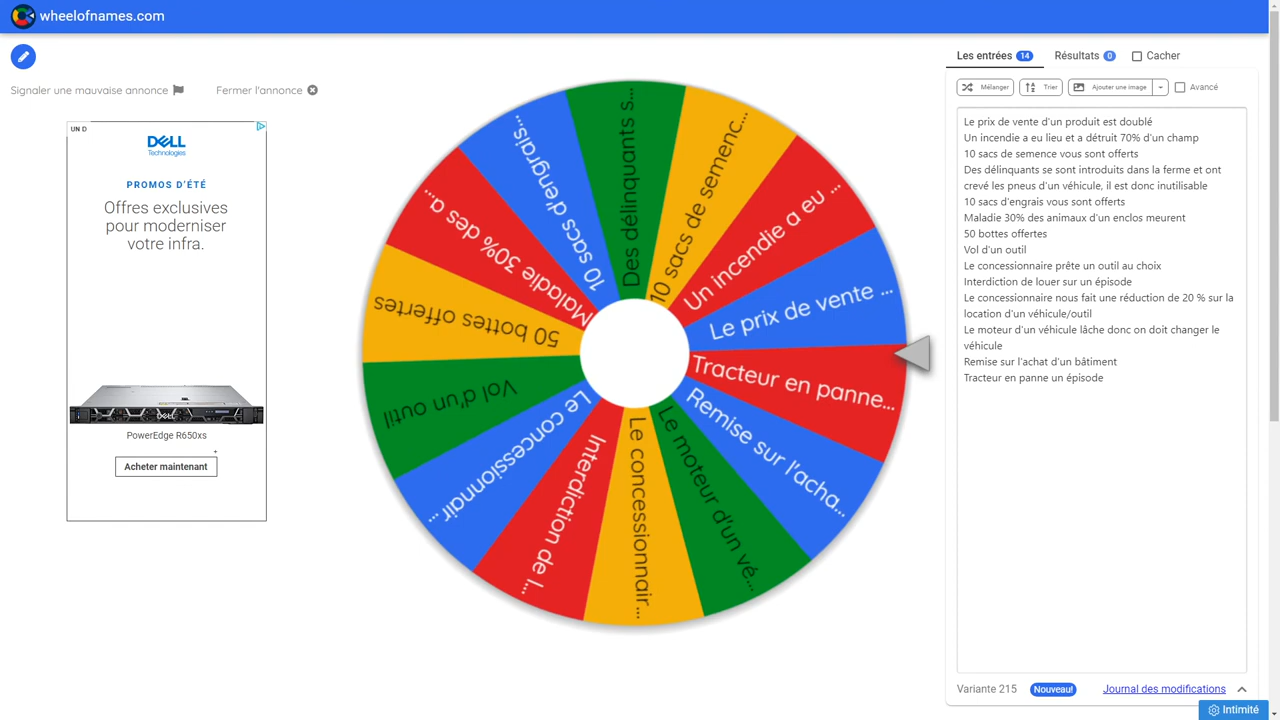 wheelofnames.com
Signaler une mauvaise annonce
Fermer l'annonce
UN D
DELL
Technologies
PROMOS D'ÉTÉ
Offres exclusives
pour moderniser
votre infra.
DELL
PowerEdge R650xs
Acheter maintenant
Des délinquants s...
10 sacs de semenc...
Un incendie a eu ...
Le prix de vente ...
Tracteur en panne...
Remise sur l'acha...
Le moteur d'un vé...
Le concessionnair...
Interdiction de l...
Le concessionnair...
Vol d'un outil
50 bottes offertes
Maladie 30% des a...
10 sacs d'engrais...
Les entrées 14 Résultats 0 Cacher
Mélanger Trier Ajouter une image Avancé
Le prix de vente d'un produit est doublé
Un incendie a eu lieu et a détruit 70% d'un champ
10 sacs de semence vous sont offerts
Des délinquants se sont introduits dans la ferme et ont
crevé les pneus d'un véhicule, il est donc inutilisable
10 sacs d'engrais vous sont offerts
Maladie 30% des animaux d'un enclos meurent
50 bottes offertes
Vol d'un outil
Le concessionnaire prête un outil au choix
Interdiction de louer sur un épisode
Le concessionnaire nous fait une réduction de 20 % sur la
location d'un véhicule/outil
Le moteur d'un véhicule lâche donc on doit changer le
véhicule
Remise sur l'achat d'un bâtiment
Tracteur en panne un épisode
Variante 215 Nouveau! Journal des modifications
Intimité